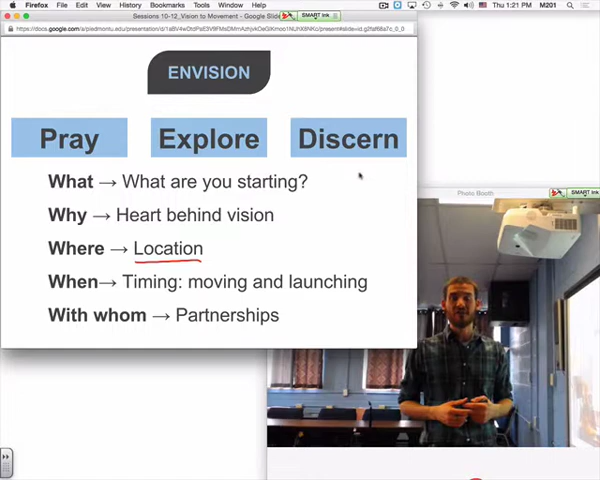 Firefox File Edit View History Bookmarks Tools Window Help Thu 1:21 PM M201
Sessions 10-12_Vision to Movement - Google Slid
SMART Ink
ENVISION
Pray Explore Discern
What → What are you starting?
Why → Heart behind vision
Where → Location
When→ Timing: moving and launching
With whom → Partnerships
Photo Booth
SMART Ink